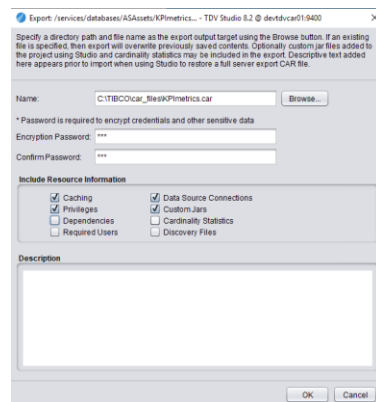 Export: /services/databases/ASAssets/KPImetrics... - TDV Studio 8.2 @ devtdvcar01:9400
Specify a directory path and file name as the export output target using the Browse button. If an existing
file is specified, then export will overwrite previously saved contents. Optionally custom jar files added to
the project using Studio and cardinality statistics may be included in the export. Descriptive text added
here appears prior to import when using Studio to restore a full server export CAR file.
Name: C:\TIBCO\car_files\KPImetrics.car Browse...
* Password is required to encrypt credentials and other sensitive data
Encryption Password: ***
Confirm Password: ***
Include Resource Information
Caching Data Source Connections
Privileges Custom Jars
Dependencies Cardinality Statistics
Required Users Discovery Files
Description
OK Cancel